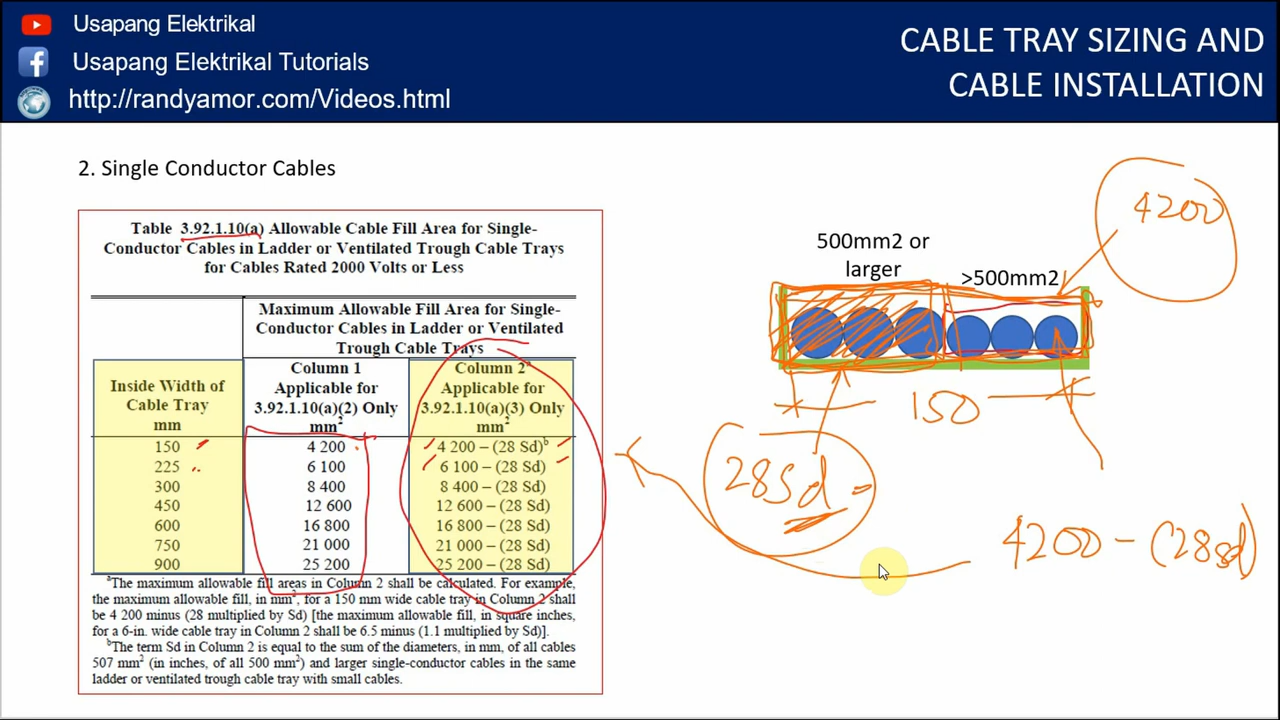 Usapang Elektrikal
Usapang Elektrikal Tutorials
http://randyamor.com/Videos.html
CABLE TRAY SIZING AND
CABLE INSTALLATION
2. Single Conductor Cables
Table 3.92.1.10(a) Allowable Cable Fill Area for Single-
Conductor Cables in Ladder or Ventilated Trough Cable Trays
for Cables Rated 2000 Volts or Less
Maximum Allowable Fill Area for Single-
Conductor Cables in Ladder or Ventilated
Trough Cable Trays
Inside Width of
Cable Tray
mm
Column 1
Applicable for
3.92.1.10(a)(2) Only
mm²
Column 2ᵃ
Applicable for
3.92.1.10(a)(3) Only
mm²
150 4 200 4 200 – (28 Sd)ᵇ
225 6 100 6 100 – (28 Sd)
300 8 400 8 400 – (28 Sd)
450 12 600 12 600 – (28 Sd)
600 16 800 16 800 – (28 Sd)
750 21 000 21 000 – (28 Sd)
900 25 200 25 200 – (28 Sd)
ᵃThe maximum allowable fill areas in Column 2 shall be calculated. For example,
the maximum allowable fill, in mm², for a 150 mm wide cable tray in Column 2 shall
be 4 200 minus (28 multiplied by Sd) [the maximum allowable fill, in square inches,
for a 6-in. wide cable tray in Column 2 shall be 6.5 minus (1.1 multiplied by Sd)].
ᵇThe term Sd in Column 2 is equal to the sum of the diameters, in mm, of all cables
507 mm² (in inches, of all 500 mm²) and larger single-conductor cables in the same
ladder or ventilated trough cable tray with small cables.
500mm2 or
larger
>500mm2
4200
150
28Sd
4200 – (28sd)